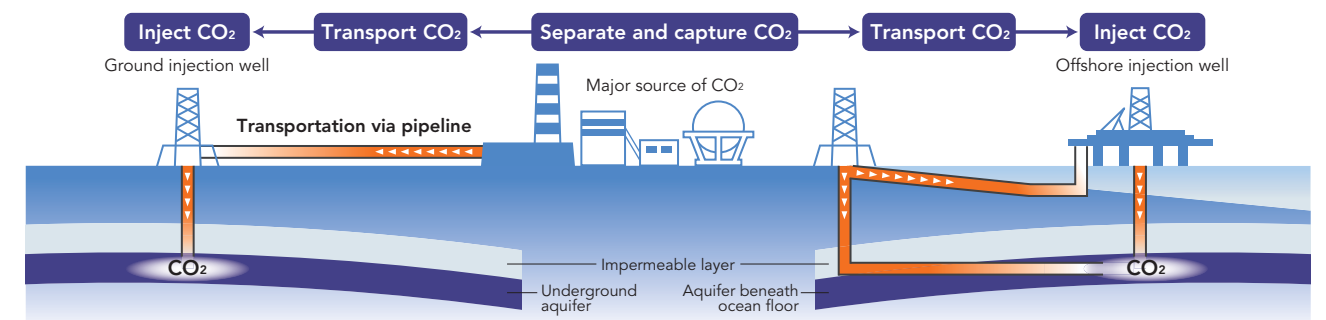 Inject CO2
Transport CO2
Separate and capture CO2
Transport CO2
Inject CO2
Ground injection well
Major source of CO2
Offshore injection well
Transportation via pipeline
CO2
CO2
Impermeable layer
Underground
aquifer
Aquifer beneath
ocean floor